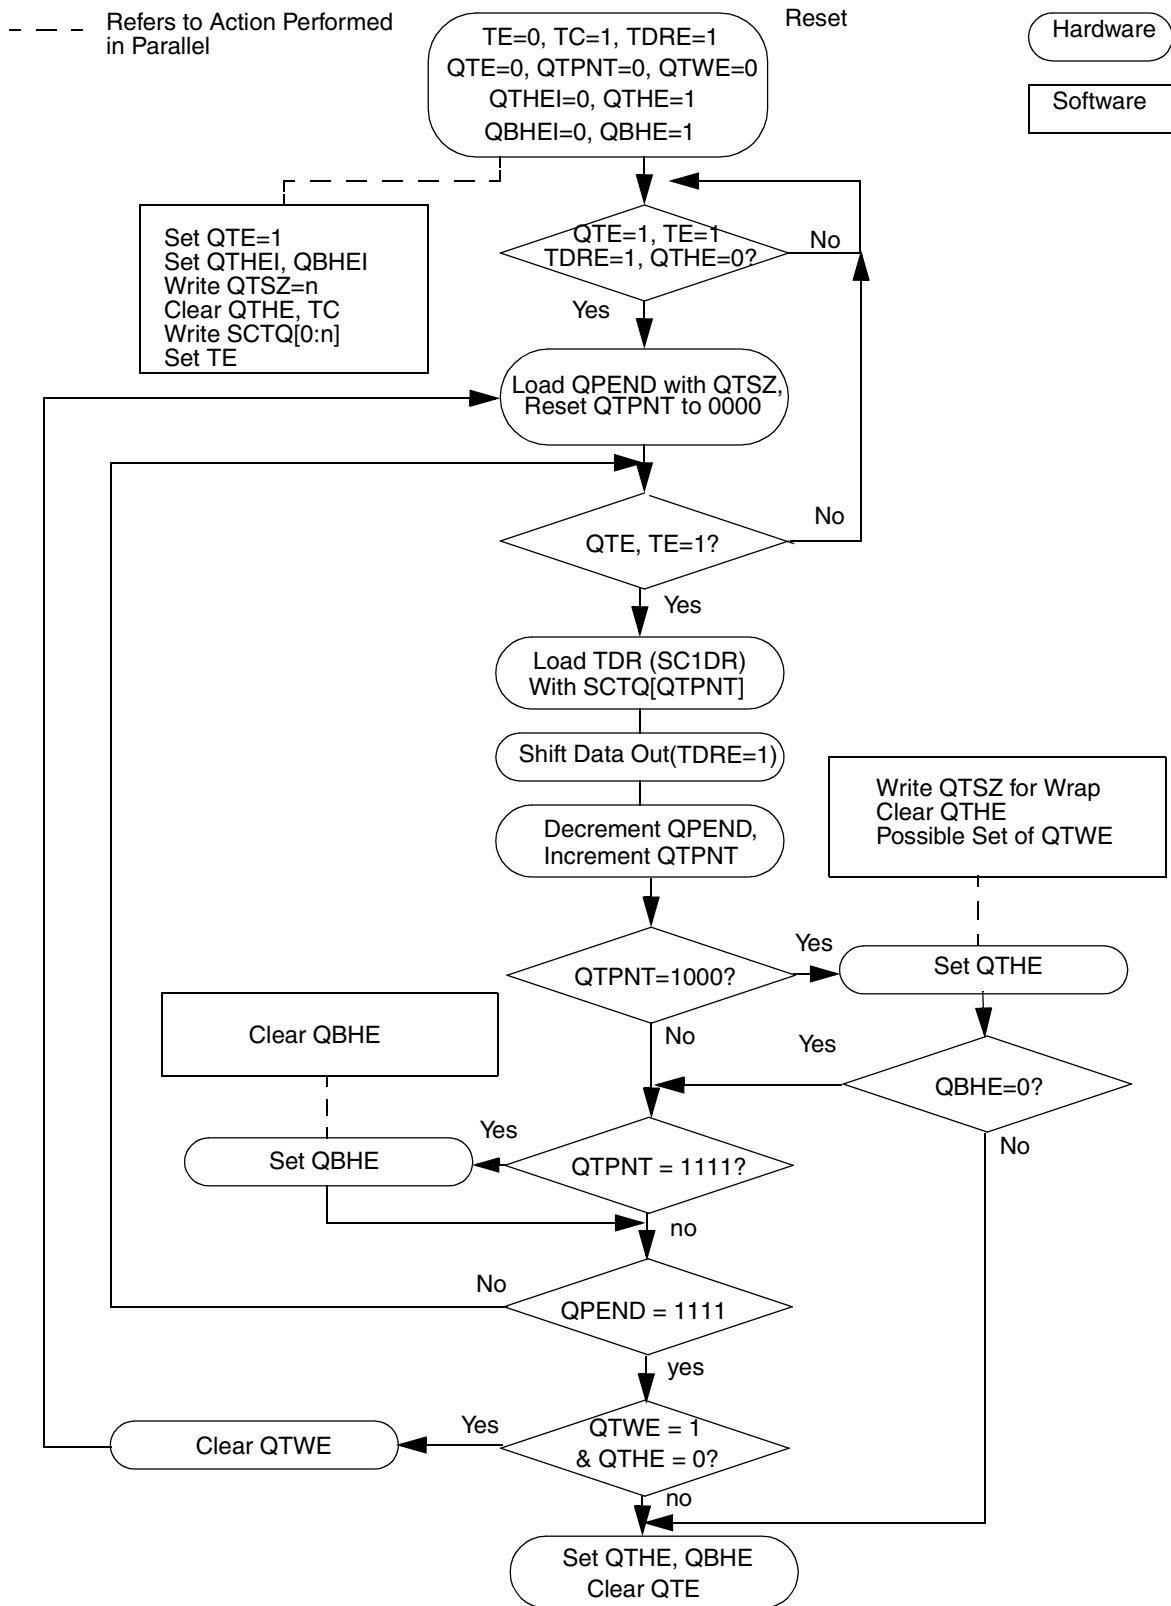 Refers to Action Performed
in Parallel
Reset
Hardware
Software
TE=0, TC=1, TDRE=1
QTE=0, QTPNT=0, QTWE=0
QTHEI=0, QTHE=1
QBHEI=0, QBHE=1
Set QTE=1
Set QTHEI, QBHEI
Write QTSZ=n
Clear QTHE, TC
Write SCTQ[0:n]
Set TE
QTE=1, TE=1
TDRE=1, QTHE=0?
No
Yes
Load QPEND with QTSZ,
Reset QTPNT to 0000
No
QTE, TE=1?
Yes
Load TDR (SC1DR)
With SCTQ[QTPNT]
Shift Data Out(TDRE=1)
Write QTSZ for Wrap
Clear QTHE
Possible Set of QTWE
Decrement QPEND,
Increment QTPNT
Yes
QTPNT=1000?
Set QTHE
No
Yes
Clear QBHE
QBHE=0?
No
Yes
Set QBHE
QTPNT = 1111?
no
No
QPEND = 1111
yes
Yes
Clear QTWE
QTWE = 1
& QTHE = 0?
no
Set QTHE, QBHE
Clear QTE